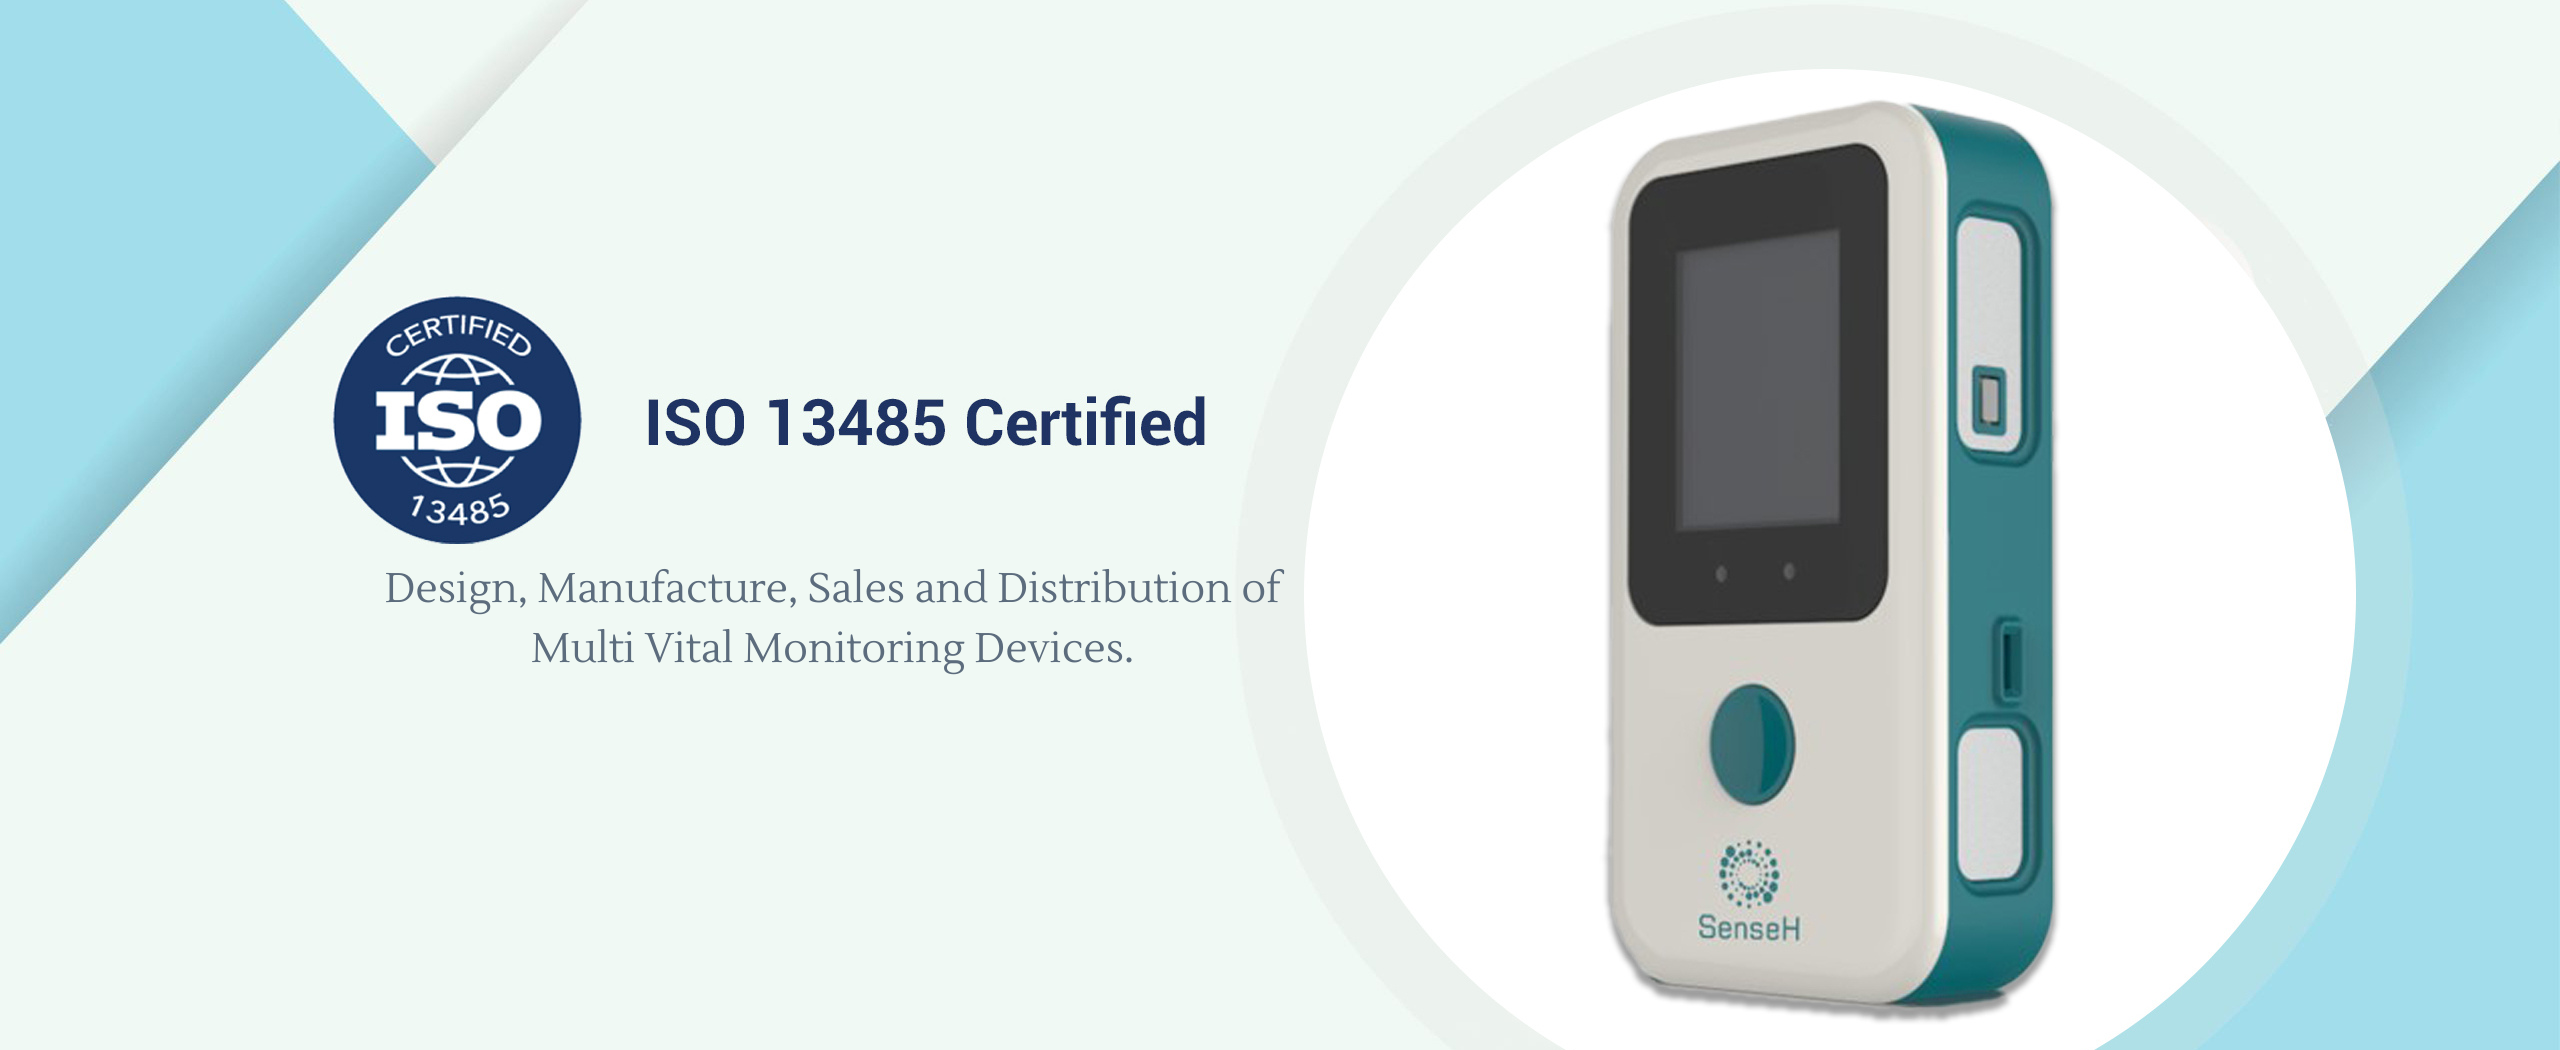 CERTIFIED
ISO
13485
ISO 13485 Certified
Design, Manufacture, Sales and Distribution of
Multi Vital Monitoring Devices.
SenseH